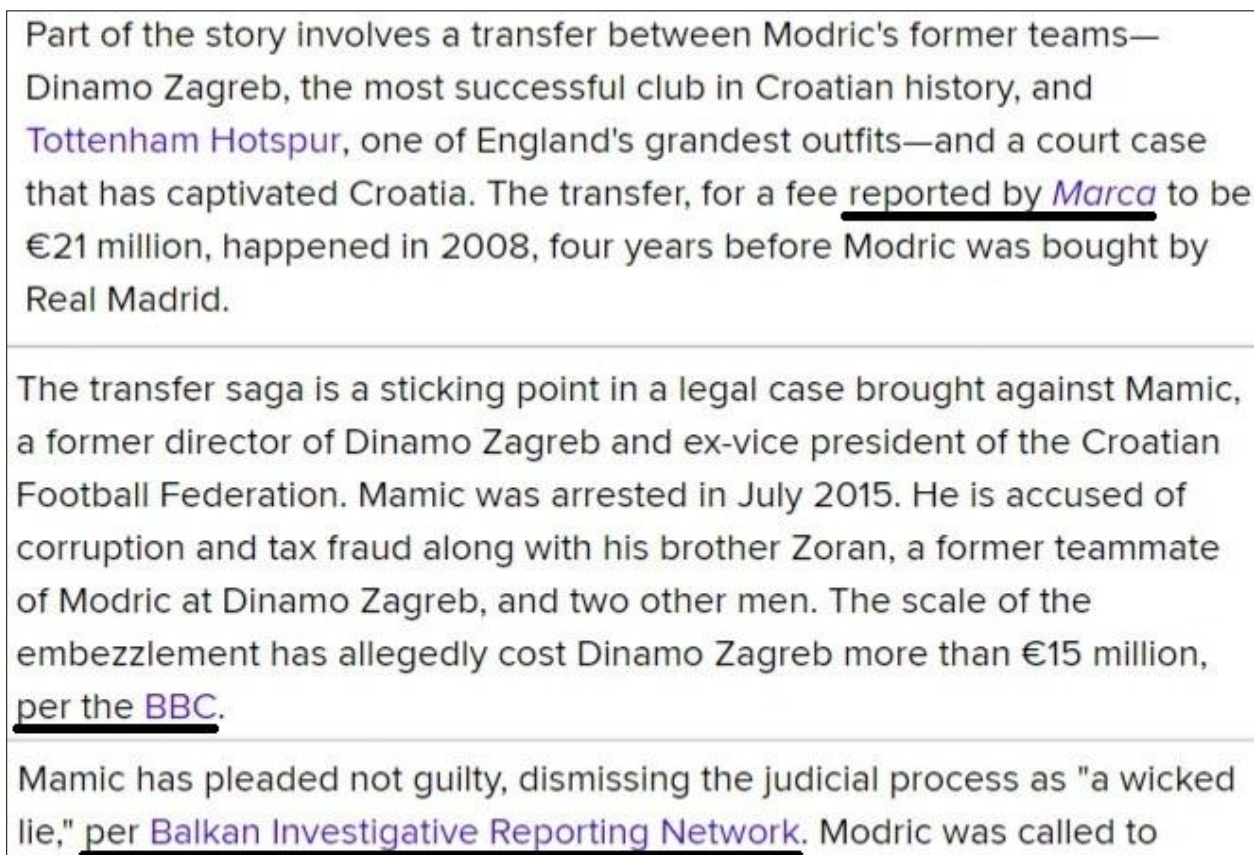 Part of the story involves a transfer between Modric's former teams—
Dinamo Zagreb, the most successful club in Croatian history, and
Tottenham Hotspur, one of England's grandest outfits—and a court case
that has captivated Croatia. The transfer, for a fee reported by Marca to be
€21 million, happened in 2008, four years before Modric was bought by
Real Madrid.
The transfer saga is a sticking point in a legal case brought against Mamic,
a former director of Dinamo Zagreb and ex-vice president of the Croatian
Football Federation. Mamic was arrested in July 2015. He is accused of
corruption and tax fraud along with his brother Zoran, a former teammate
of Modric at Dinamo Zagreb, and two other men. The scale of the
embezzlement has allegedly cost Dinamo Zagreb more than €15 million,
per the BBC.
Mamic has pleaded not guilty, dismissing the judicial process as "a wicked
lie," per Balkan Investigative Reporting Network. Modric was called to